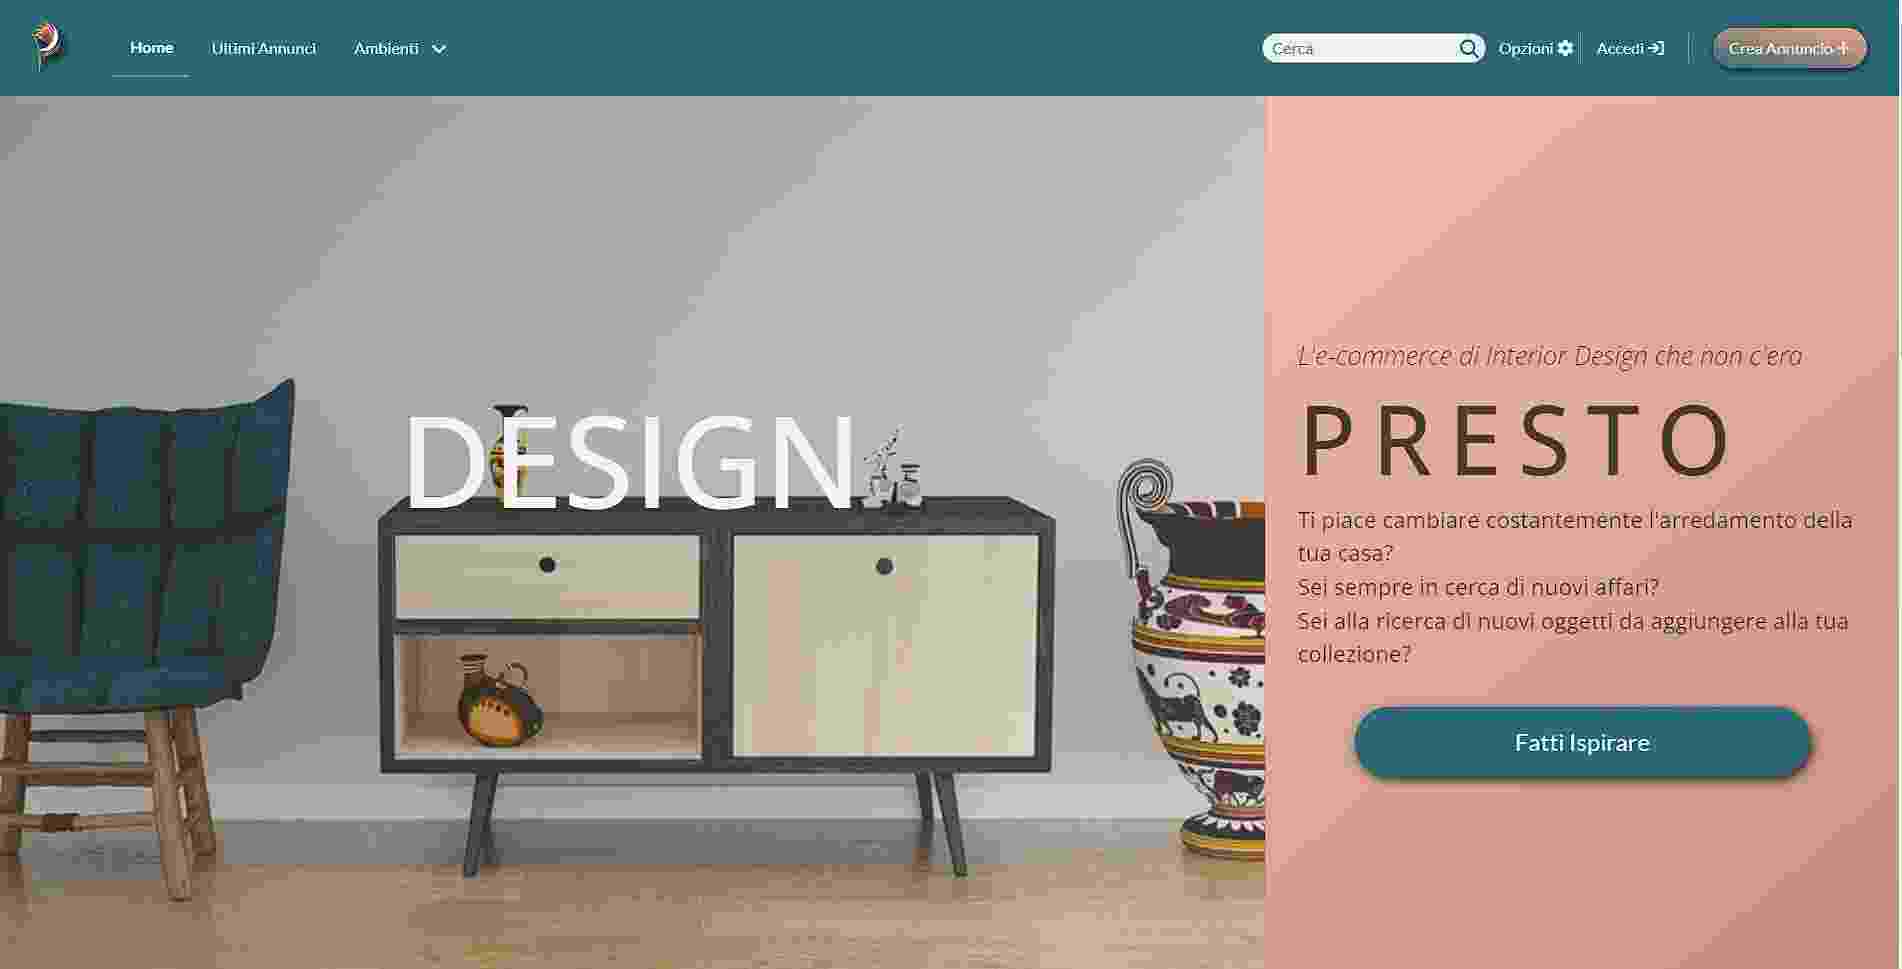 Home
Ultimi Annunci
Ambienti
Cerca
Opzioni
Accedi
Crea Annuncio +
DESIGN
L'e-commerce di Interior Design che non c'era
PRESTO
Ti piace cambiare costantemente l'arredamento della
tua casa?
Sei sempre in cerca di nuovi affari?
Sei alla ricerca di nuovi oggetti da aggiungere alla tua
collezione?
Fatti Ispirare